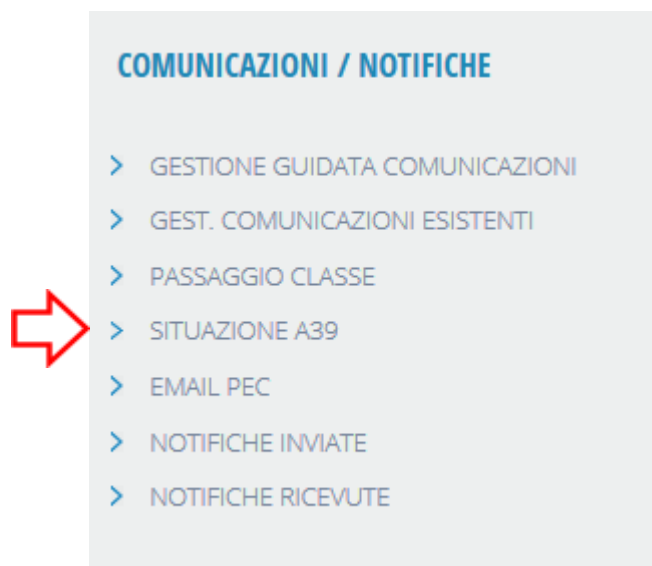 COMUNICAZIONI / NOTIFICHE
GESTIONE GUIDATA COMUNICAZIONI
GEST. COMUNICAZIONI ESISTENTI
PASSAGGIO CLASSE
SITUAZIONE A39
EMAIL PEC
NOTIFICHE INVIATE
NOTIFICHE RICEVUTE